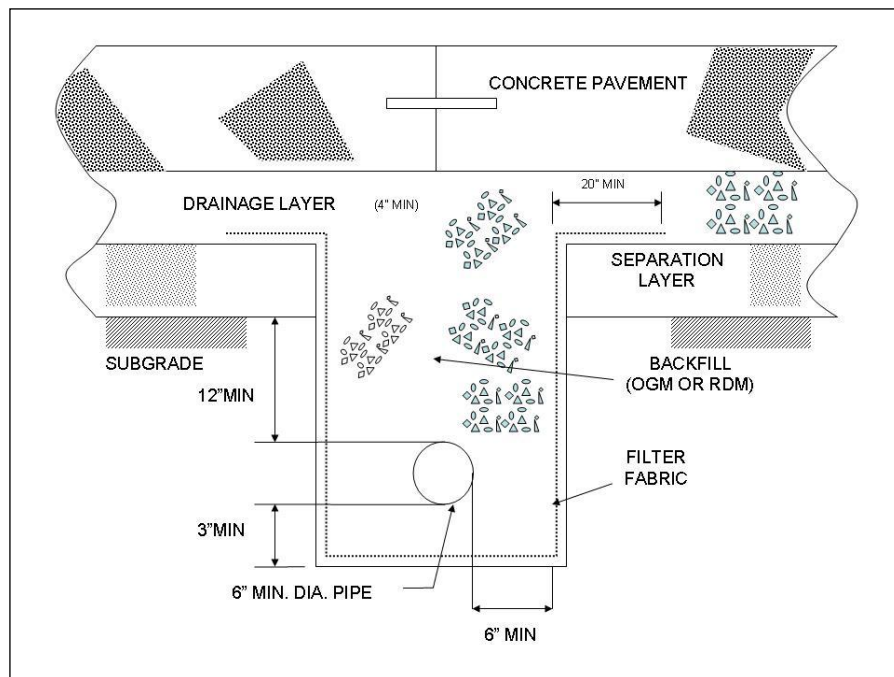 CONCRETE PAVEMENT
20" MIN
DRAINAGE LAYER
(4" MIN)
SEPARATION
LAYER
SUBGRADE
BACKFILL
(OGM OR RDM)
12”MIN
FILTER
FABRIC
3”MIN
6” MIN. DIA. PIPE
6” MIN